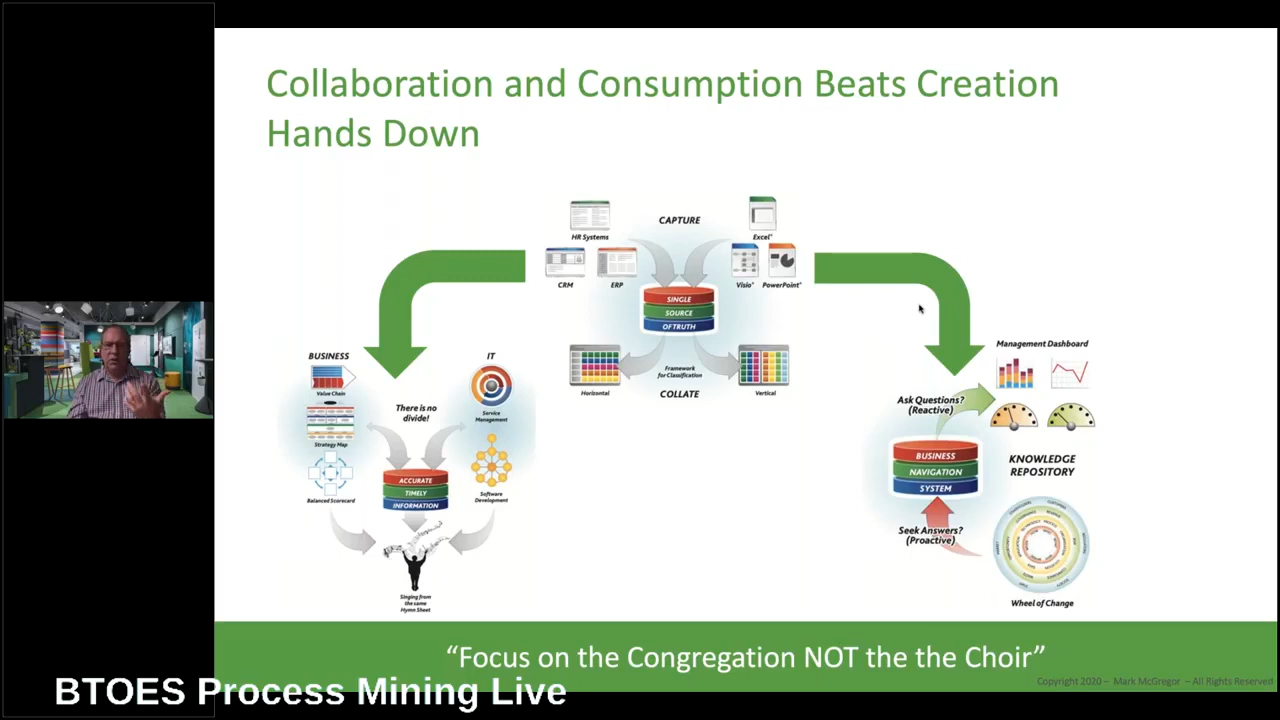 Collaboration and Consumption Beats Creation
Hands Down
CAPTURE
HR Systems
Excel®
CRM
ERP
Visio®
PowerPoint®
SINGLE
SOURCE
OF TRUTH
Framework
for Classification
Horizontal
COLLATE
Vertical
BUSINESS
IT
Value Chain
There is no
divide!
Service
Management
Strategy Map
Balanced Scorecard
ACCURATE
TIMELY
INFORMATION
Software
Development
Singing from
the same
Hymn Sheet
Management Dashboard
Ask Questions?
(Reactive)
BUSINESS
NAVIGATION
SYSTEM
KNOWLEDGE
REPOSITORY
Seek Answers?
(Proactive)
Wheel of Change
“Focus on the Congregation NOT the the Choir”
Copyright 2020 – Mark McGregor – All Rights Reserved
BTOES Process Mining Live